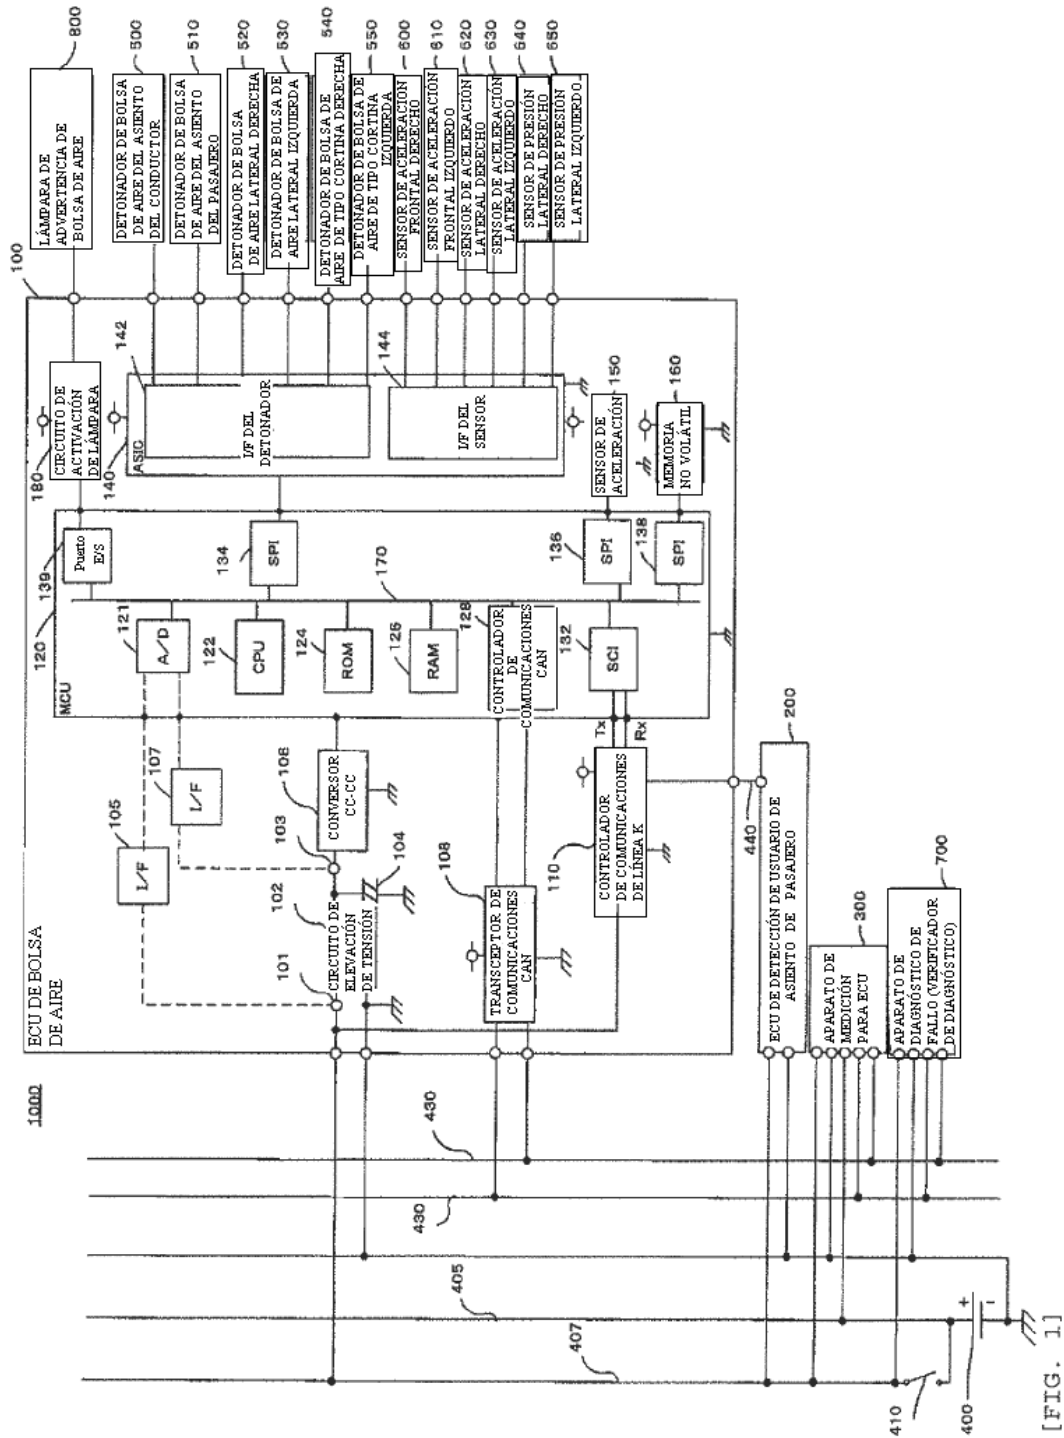 1000
ECU DE BOLSA
DE AIRE
100
800
LÁMPARA DE
ADVERTENCIA DE
BOLSA DE AIRE
500
DETONADOR DE BOLSA
DE AIRE DEL ASIENTO
DEL CONDUCTOR
510
DETONADOR DE BOLSA
DE AIRE DEL ASIENTO
DEL PASAJERO
520
DETONADOR DE BOLSA
DE AIRE LATERAL DERECHA
530
DETONADOR DE BOLSA DE
AIRE LATERAL IZQUIERDA
540
DETONADOR DE BOLSA DE
AIRE DE TIPO CORTINA DERECHA
550
DETONADOR DE BOLSA DE
AIRE DE TIPO CORTINA
IZQUIERDA
600
SENSOR DE ACELERACIÓN
FRONTAL DERECHO
610
SENSOR DE ACELERACIÓN
FRONTAL IZQUIERDO
620
SENSOR DE ACELERACIÓN
LATERAL DERECHO
630
SENSOR DE ACELERACIÓN
LATERAL IZQUIERDO
640
SENSOR DE PRESIÓN
LATERAL DERECHO
650
SENSOR DE PRESIÓN
LATERAL IZQUIERDO
180
CIRCUITO DE
ACTIVACIÓN
DE LÁMPARA
140
ASIC
142
I/F DEL
DETONADOR
144
I/F DEL
SENSOR
150
SENSOR DE
ACELERACIÓN
160
MEMORIA
NO VOLÁTIL
120
MCU
139
Puerto
E/S
134
SPI
136
SPI
138
SPI
170
121
A/D
122
CPU
124
ROM
126
RAM
128
CONTROLADOR
DE
COMUNICACIONES
CAN
132
SCI
Tx
Rx
105
I/F
107
I/F
108
CONVERSOR
CC-CC
101
102
103
104
CIRCUITO DE
ELEVACIÓN
DE TENSIÓN
108
TRANSCEPTOR DE
COMUNICACIONES
CAN
110
CONTROLADOR
DE COMUNICACIONES
DE LÍNEA K
440
200
ECU DE DETECCIÓN DE USUARIO DE
ASIENTO DE PASAJERO
300
APARATO DE
MEDICIÓN
PARA ECU
700
APARATO DE
DIAGNÓSTICO DE
FALLO (VERIFICADOR
DE DIAGNÓSTICO)
430
430
405
407
410
400
+
-
[FIG. 1]